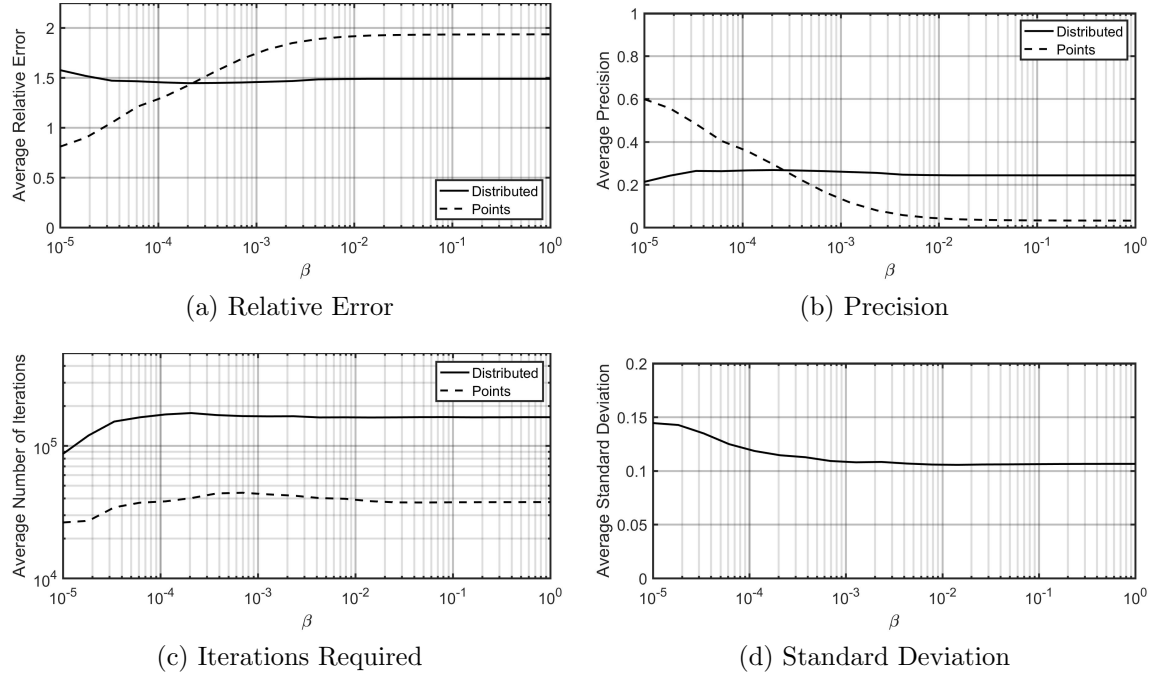 Average Relative Error
2
1.5
1
0.5
0
Distributed
Points
10^-5
10^-4
10^-3
10^-2
10^-1
10^0
β
(a) Relative Error
Average Precision
1
0.8
0.6
0.4
0.2
0
Distributed
Points
10^-5
10^-4
10^-3
10^-2
10^-1
10^0
β
(b) Precision
Average Number of Iterations
10^5
10^4
Distributed
Points
10^-5
10^-4
10^-3
10^-2
10^-1
10^0
β
(c) Iterations Required
Average Standard Deviation
0.2
0.15
0.1
0.05
0
10^-5
10^-4
10^-3
10^-2
10^-1
10^0
β
(d) Standard Deviation